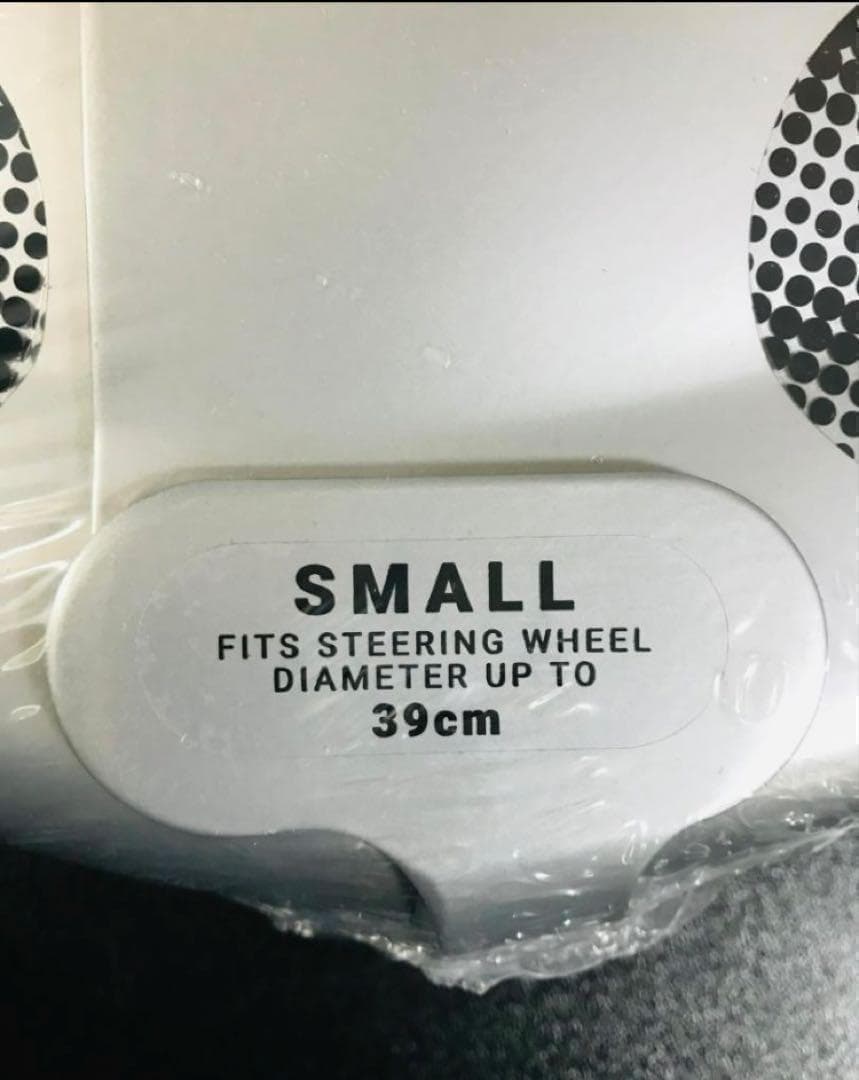 SMALL
FITS STEERING WHEEL
DIAMETER UP TO
39cm